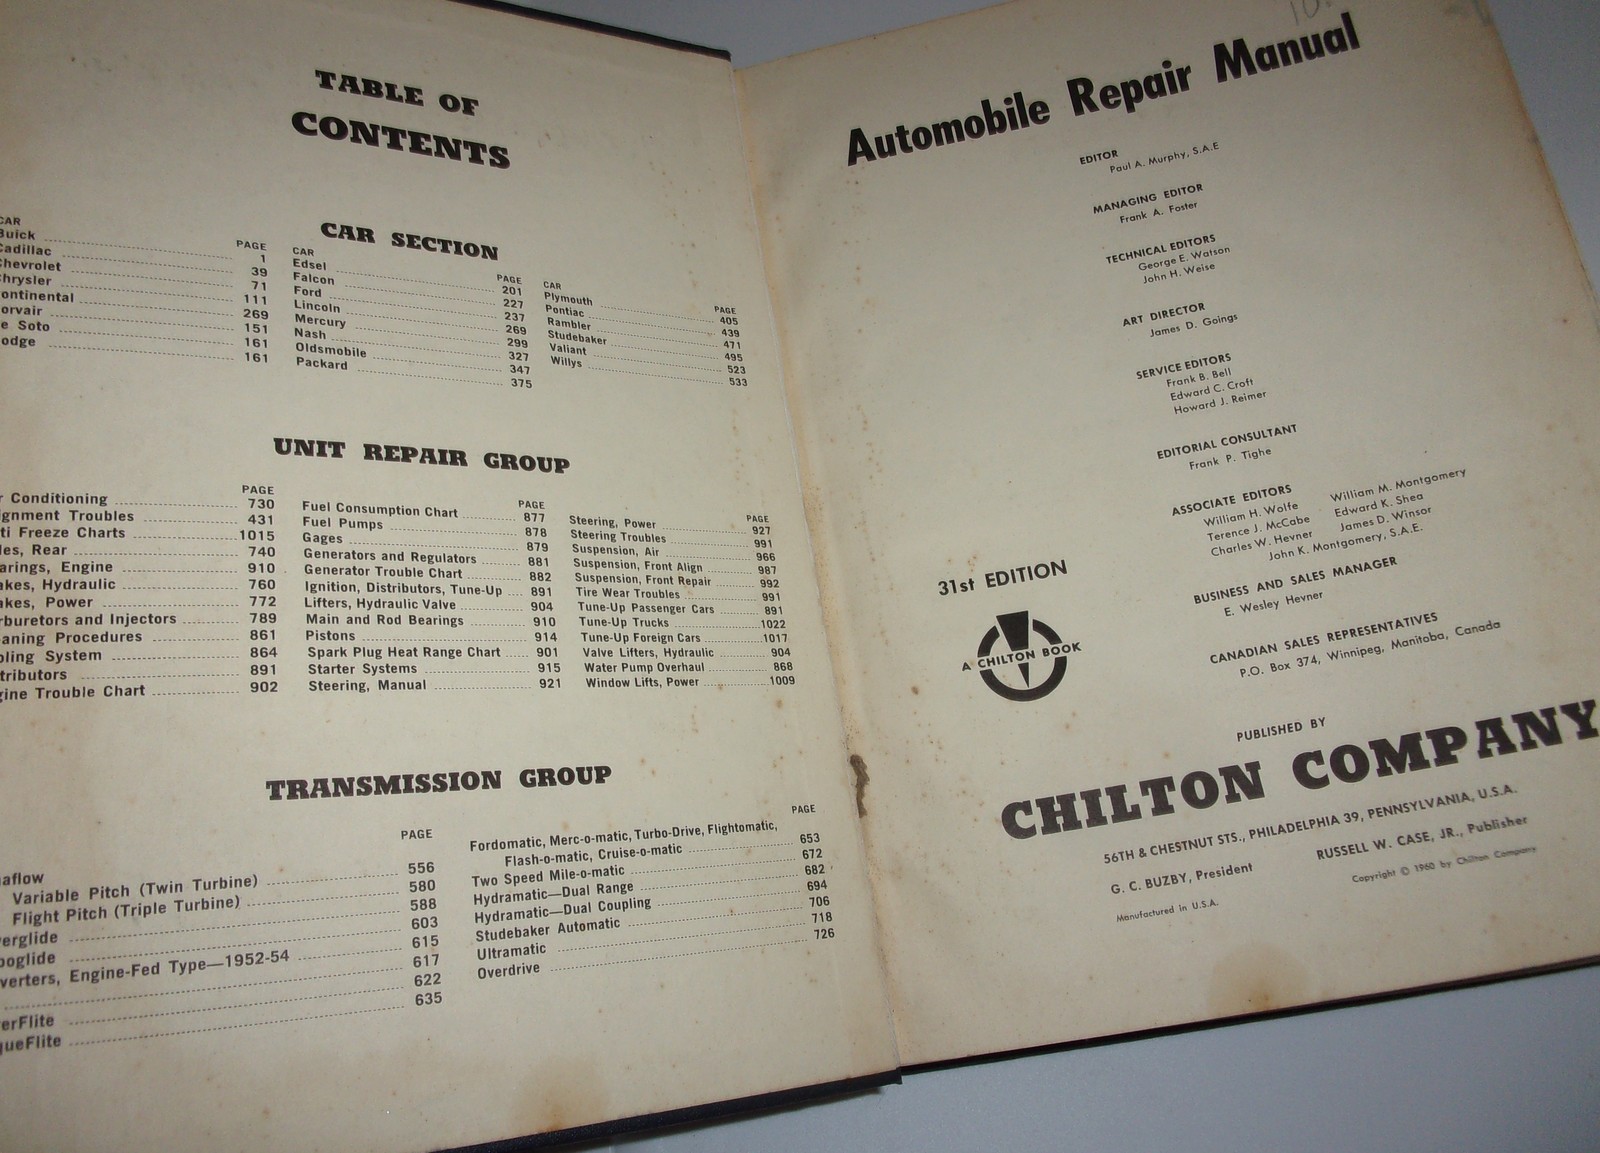 TABLE OF
CONTENTS
CAR SECTION
CAR
PAGE
Buick 1
Cadillac 39
Chevrolet 71
Chrysler 111
ontinental 269
orvair 151
e Soto 161
odge 161
CAR
PAGE
Edsel 201
Falcon 227
Ford 237
Lincoln 269
Mercury 299
Nash 327
Oldsmobile 347
Packard 375
CAR
PAGE
Plymouth 405
Pontiac 439
Rambler 471
Studebaker 495
Valiant 523
Willys 533
UNIT REPAIR GROUP
PAGE
r Conditioning 730
gnment Troubles 431
ti Freeze Charts 1015
les, Rear 740
arings, Engine 910
akes, Hydraulic 760
akes, Power 772
rburetors and Injectors 789
aning Procedures 861
oling System 864
tributors 891
gine Trouble Chart 902
PAGE
Fuel Consumption Chart 877
Fuel Pumps 878
Gages 879
Generators and Regulators 881
Generator Trouble Chart 882
Ignition, Distributors, Tune-Up 891
Lifters, Hydraulic Valve 904
Main and Rod Bearings 910
Pistons 914
Spark Plug Heat Range Chart 901
Starter Systems 915
Steering, Manual 921
PAGE
Steering, Power 927
Steering Troubles 991
Suspension, Air 966
Suspension, Front Align 987
Suspension, Front Repair 992
Tire Wear Troubles 991
Tune-Up Passenger Cars 891
Tune-Up Trucks 1022
Tune-Up Foreign Cars 1017
Valve Lifters, Hydraulic 904
Water Pump Overhaul 868
Window Lifts, Power 1009
TRANSMISSION GROUP
PAGE
aflow
Variable Pitch (Twin Turbine) 556
Flight Pitch (Triple Turbine) 580
verglide 588
boglide 603
verters, Engine-Fed Type—1952-54 615
617
erFlite 622
queFlite 635
PAGE
Fordomatic, Merc-o-matic, Turbo-Drive, Flightomatic,
Flash-o-matic, Cruise-o-matic 653
Two Speed Mile-o-matic 672
Hydramatic—Dual Range 682
Hydramatic—Dual Coupling 694
Studebaker Automatic 706
Ultramatic 718
Overdrive 726
10.
Automobile Repair Manual
EDITOR
Paul A. Murphy, S.A.E
MANAGING EDITOR
Frank A. Foster
TECHNICAL EDITORS
George E. Watson
John H. Weise
ART DIRECTOR
James D. Goings
SERVICE EDITORS
Frank B. Bell
Edward C. Croft
Howard J. Reimer
EDITORIAL CONSULTANT
Frank P. Tighe
ASSOCIATE EDITORS
William H. Wolfe William M. Montgomery
Terence J. McCabe Edward K. Shea
Charles W. Hevner James D. Winsor
John K. Montgomery, S.A.E.
BUSINESS AND SALES MANAGER
E. Wesley Hevner
CANADIAN SALES REPRESENTATIVES
P.O. Box 374, Winnipeg, Manitoba, Canada
31st EDITION
A CHILTON BOOK
PUBLISHED BY
CHILTON COMPANY
56TH & CHESTNUT STS., PHILADELPHIA 39, PENNSYLVANIA, U.S.A.
G. C. BUZBY, President RUSSELL W. CASE, JR., Publisher
Manufactured in U.S.A. Copyright © 1960 by Chilton Company